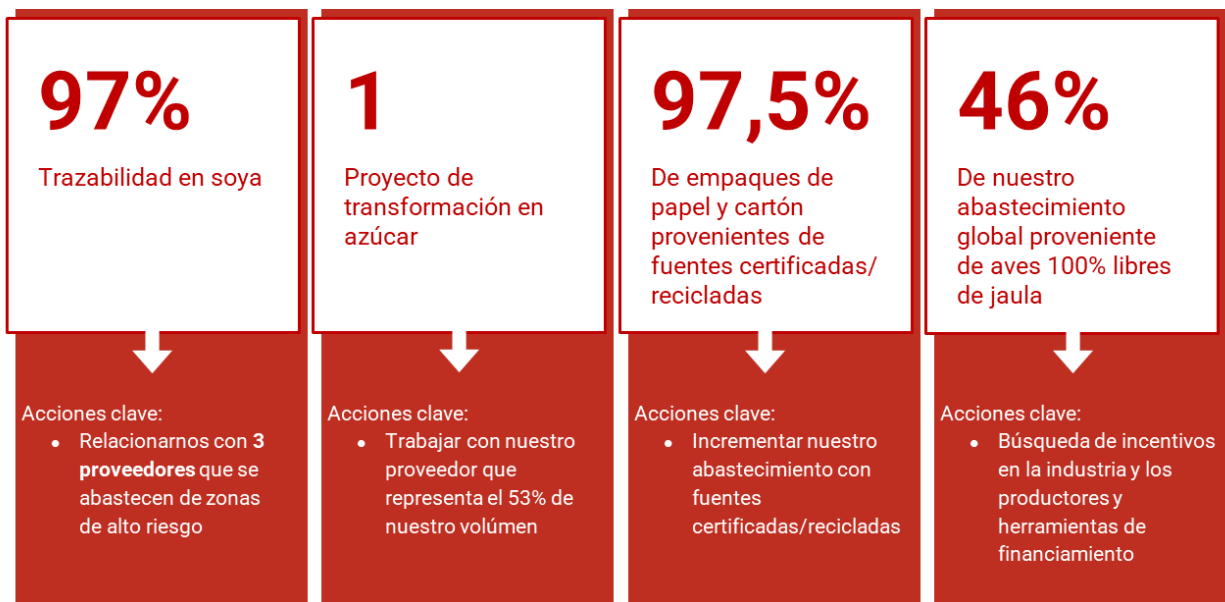 97%
Trazabilidad en soya
Acciones clave:
• Relacionarnos con 3
proveedores que se
abastecen de zonas
de alto riesgo
1
Proyecto de
transformación en
azúcar
Acciones clave:
• Trabajar con nuestro
proveedor que
representa el 53% de
nuestro volúmen
97,5%
De empaques de
papel y cartón
provenientes de
fuentes certificadas/
recicladas
Acciones clave:
• Incrementar nuestro
abastecimiento con
fuentes
certificadas/recicladas
46%
De nuestro
abastecimiento
global proveniente
de aves 100% libres
de jaula
Acciones clave:
• Búsqueda de incentivos
en la industria y los
productores y
herramientas de
financiamiento